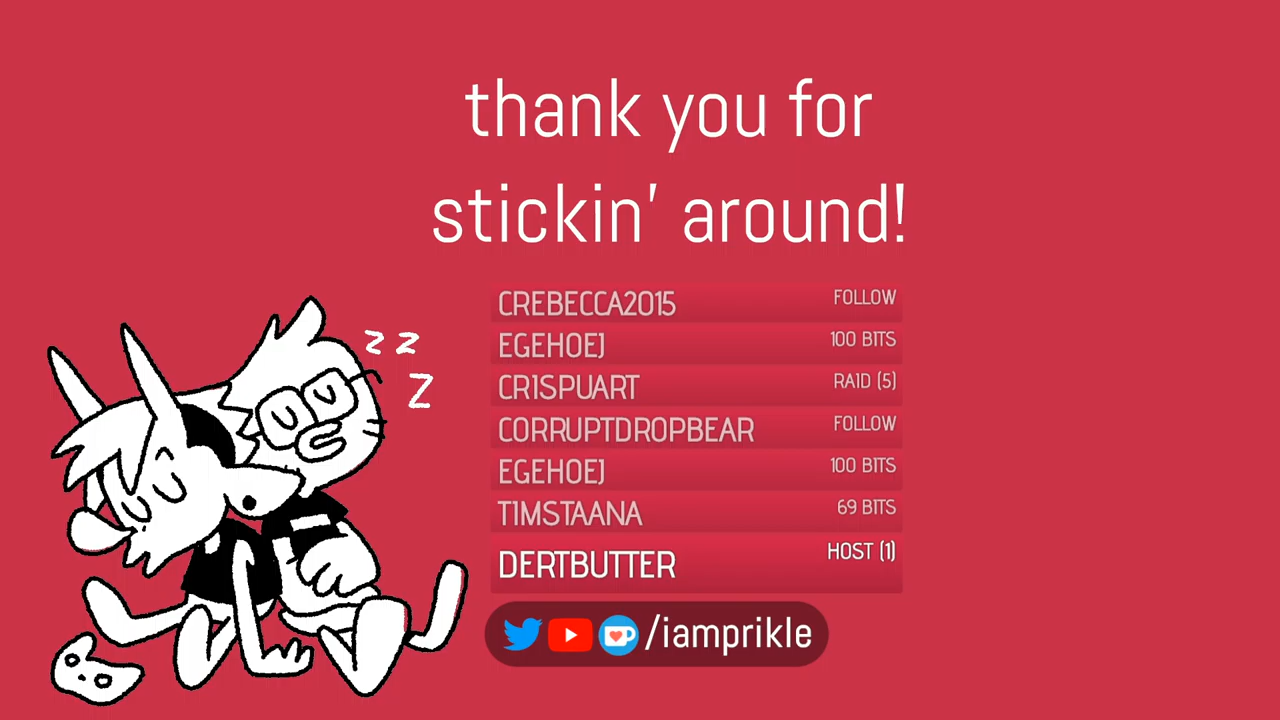 thank you for
stickin' around!
CREBECCA2015 FOLLOW
EGEHOEJ 100 BITS
CR1SPUART RAID (5)
CORRUPTDROPBEAR FOLLOW
EGEHOEJ 100 BITS
T1MSTAANA 69 BITS
DERTBUTTER HOST (1)
z z
z
/iamprikle